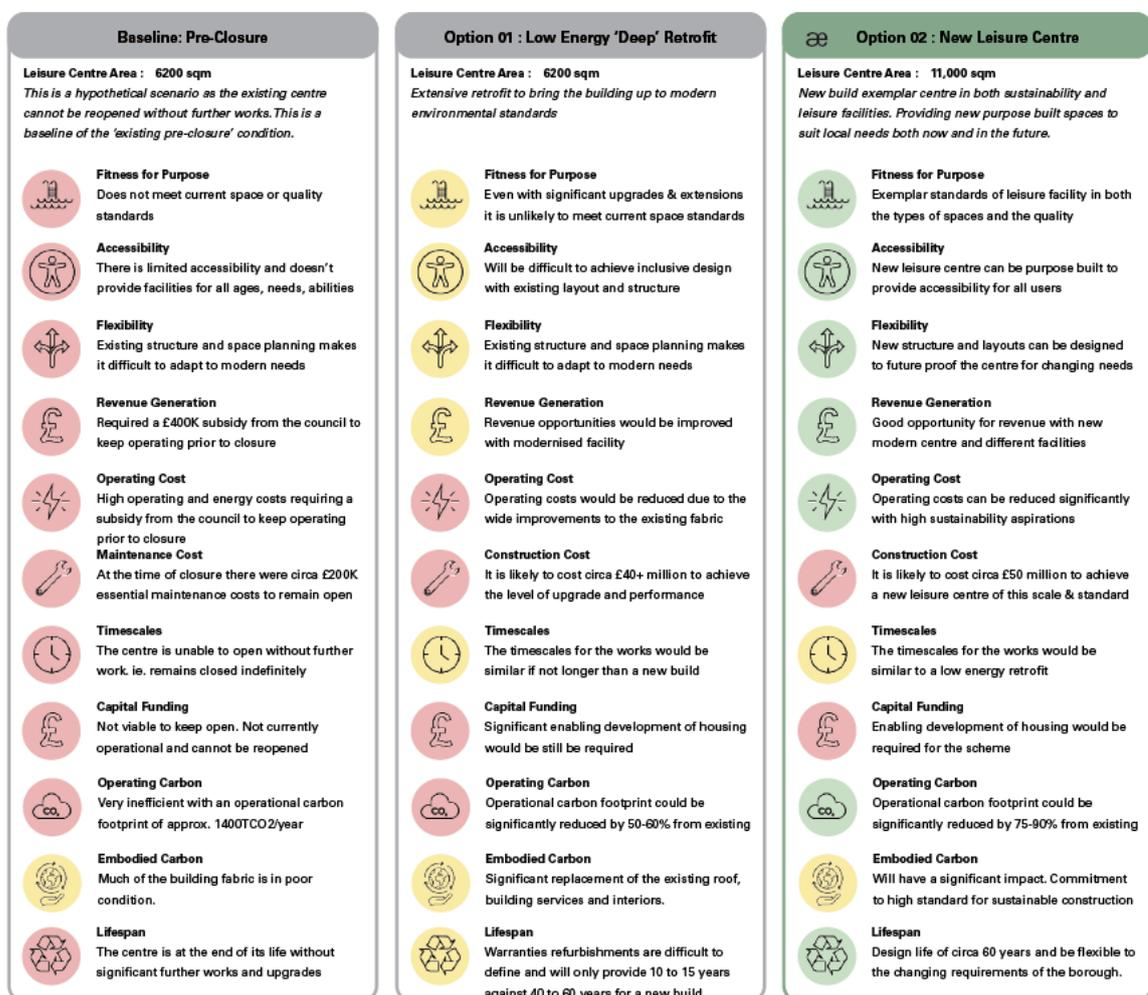 Baseline: Pre-Closure
Leisure Centre Area : 6200 sqm
This is a hypothetical scenario as the existing centre
cannot be reopened without further works.This is a
baseline of the ‘existing pre-closure’ condition.
Fitness for Purpose
Does not meet current space or quality
standards
Accessibility
There is limited accessibility and doesn’t
provide facilities for all ages, needs, abilities
Flexibility
Existing structure and space planning makes
it difficult to adapt to modern needs
£
Revenue Generation
Required a £400K subsidy from the council to
keep operating prior to closure
Operating Cost
High operating and energy costs requiring a
subsidy from the council to keep operating
prior to closure
Maintenance Cost
At the time of closure there were circa £200K
essential maintenance costs to remain open
Timescales
The centre is unable to open without further
work. ie. remains closed indefinitely
£
Capital Funding
Not viable to keep open. Not currently
operational and cannot be reopened
CO₂
Operating Carbon
Very inefficient with an operational carbon
footprint of approx. 1400TCO2/year
Embodied Carbon
Much of the building fabric is in poor
condition.
Lifespan
The centre is at the end of its life without
significant further works and upgrades
Option 01 : Low Energy ‘Deep’ Retrofit
Leisure Centre Area : 6200 sqm
Extensive retrofit to bring the building up to modern
environmental standards
Fitness for Purpose
Even with significant upgrades & extensions
it is unlikely to meet current space standards
Accessibility
Will be difficult to achieve inclusive design
with existing layout and structure
Flexibility
Existing structure and space planning makes
it difficult to adapt to modern needs
£
Revenue Generation
Revenue opportunities would be improved
with modernised facility
Operating Cost
Operating costs would be reduced due to the
wide improvements to the existing fabric
Construction Cost
It is likely to cost circa £40+ million to achieve
the level of upgrade and performance
Timescales
The timescales for the works would be
similar if not longer than a new build
£
Capital Funding
Significant enabling development of housing
would be still be required
CO₂
Operating Carbon
Operational carbon footprint could be
significantly reduced by 50-60% from existing
Embodied Carbon
Significant replacement of the existing roof,
building services and interiors.
Lifespan
Warranties refurbishments are difficult to
define and will only provide 10 to 15 years
against 40 to 60 years for a new build
æ Option 02 : New Leisure Centre
Leisure Centre Area : 11,000 sqm
New build exemplar centre in both sustainability and
leisure facilities. Providing new purpose built spaces to
suit local needs both now and in the future.
Fitness for Purpose
Exemplar standards of leisure facility in both
the types of spaces and the quality
Accessibility
New leisure centre can be purpose built to
provide accessibility for all users
Flexibility
New structure and layouts can be designed
to future proof the centre for changing needs
£
Revenue Generation
Good opportunity for revenue with new
modern centre and different facilities
Operating Cost
Operating costs can be reduced significantly
with high sustainability aspirations
Construction Cost
It is likely to cost circa £50 million to achieve
a new leisure centre of this scale & standard
Timescales
The timescales for the works would be
similar to a low energy retrofit
£
Capital Funding
Enabling development of housing would be
required for the scheme
CO₂
Operating Carbon
Operational carbon footprint could be
significantly reduced by 75-90% from existing
Embodied Carbon
Will have a significant impact. Commitment
to high standard for sustainable construction
Lifespan
Design life of circa 60 years and be flexible to
the changing requirements of the borough.